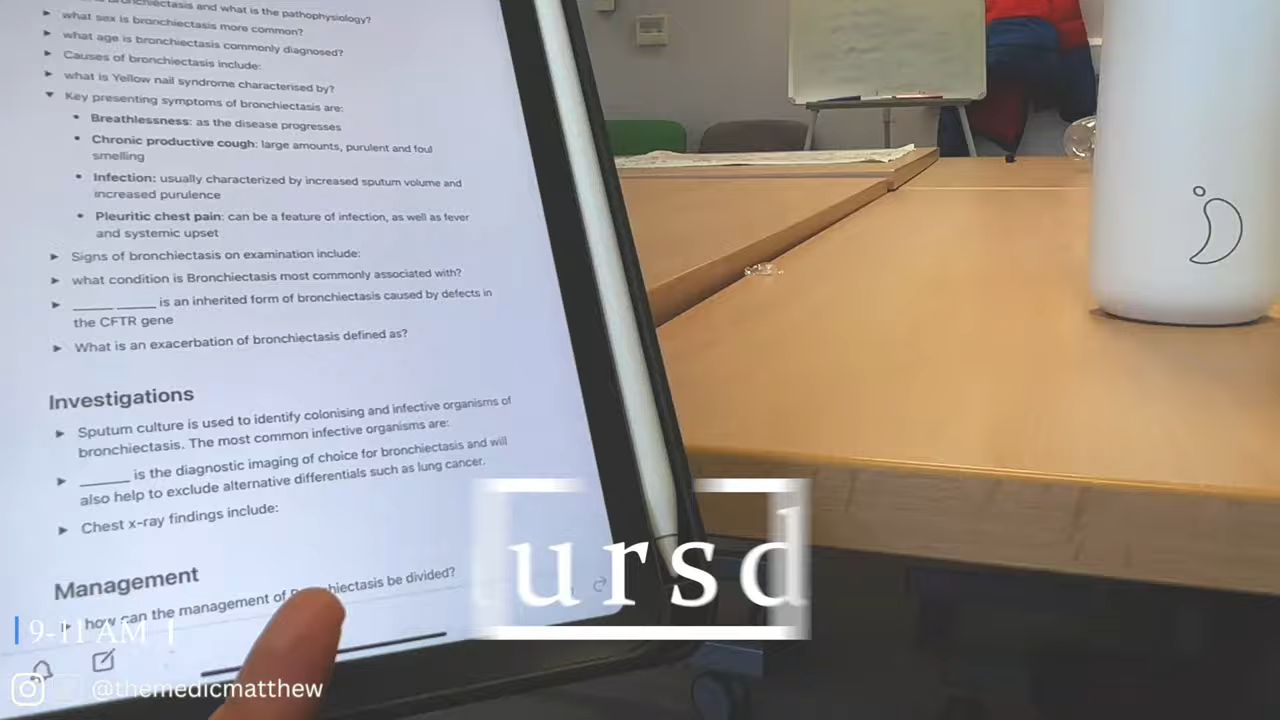 bronchiectasis and what is the pathophysiology?
what sex is bronchiectasis more common?
what age is bronchiectasis commonly diagnosed?
Causes of bronchiectasis include:
what is Yellow nail syndrome characterised by?
Key presenting symptoms of bronchiectasis are:
Breathlessness: as the disease progresses
Chronic productive cough: large amounts, purulent and foul
smelling
Infection: usually characterized by increased sputum volume and
increased purulence
Pleuritic chest pain: can be a feature of infection, as well as fever
and systemic upset
Signs of bronchiectasis on examination include:
what condition is Bronchiectasis most commonly associated with?
______ ______ is an inherited form of bronchiectasis caused by defects in
the CFTR gene
What is an exacerbation of bronchiectasis defined as?
Investigations
Sputum culture is used to identify colonising and infective organisms of
bronchiectasis. The most common infective organisms are:
______ is the diagnostic imaging of choice for bronchiectasis and will
also help to exclude alternative differentials such as lung cancer.
Chest x-ray findings include:
Management
how can the management of Bronchiectasis be divided?
ursd
9-11 AM
@themedicmatthew